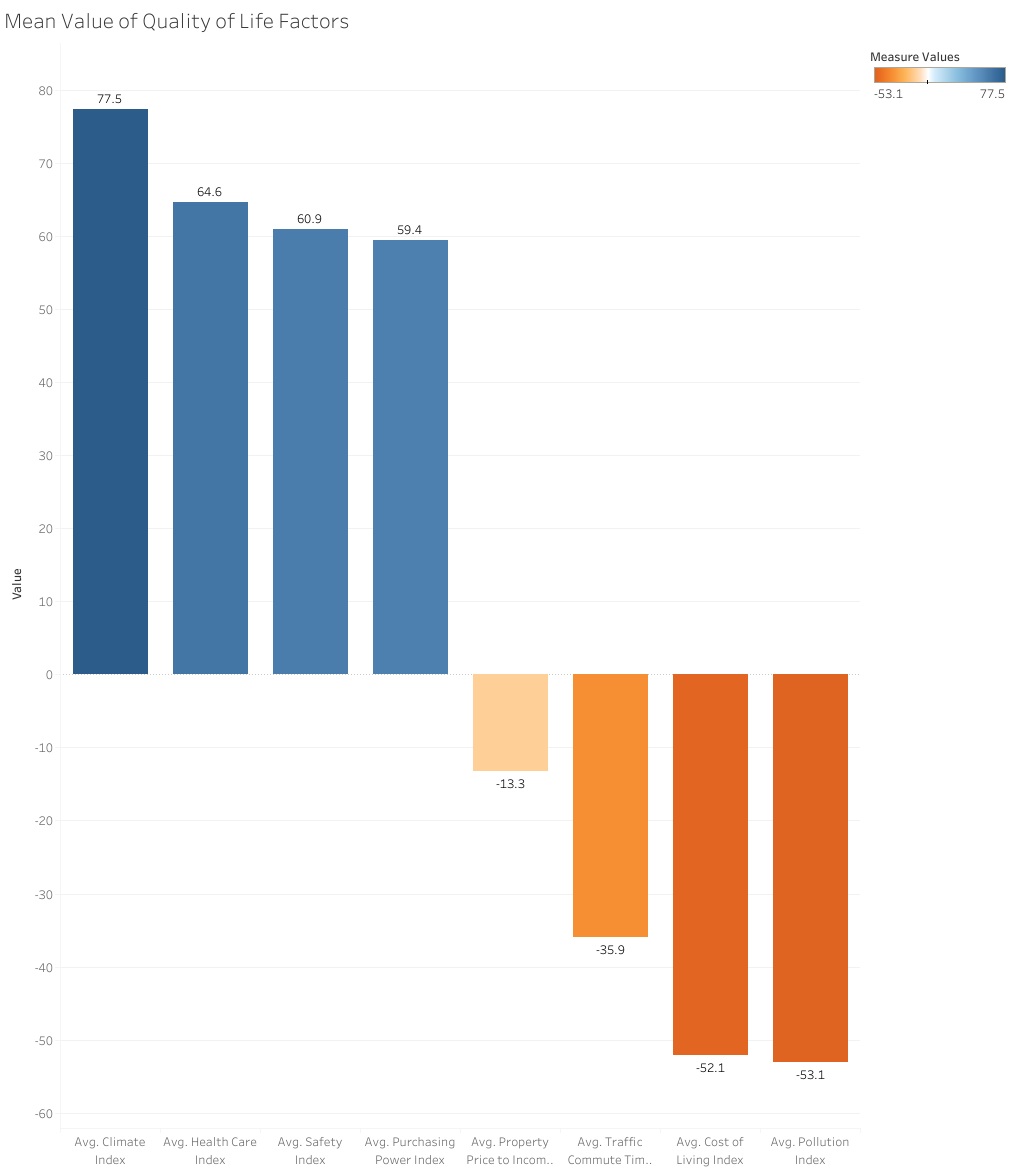 Mean Value of Quality of Life Factors
Measure Values
-53.1 77.5
80
70
60
50
40
30
20
10
0
-10
-20
-30
-40
-50
-60
Value
77.5
64.6
60.9
59.4
-13.3
-35.9
-52.1
-53.1
Avg. Climate
Index
Avg. Health Care
Index
Avg. Safety
Index
Avg. Purchasing
Power Index
Avg. Property
Price to Incom..
Avg. Traffic
Commute Tim..
Avg. Cost of
Living Index
Avg. Pollution
Index